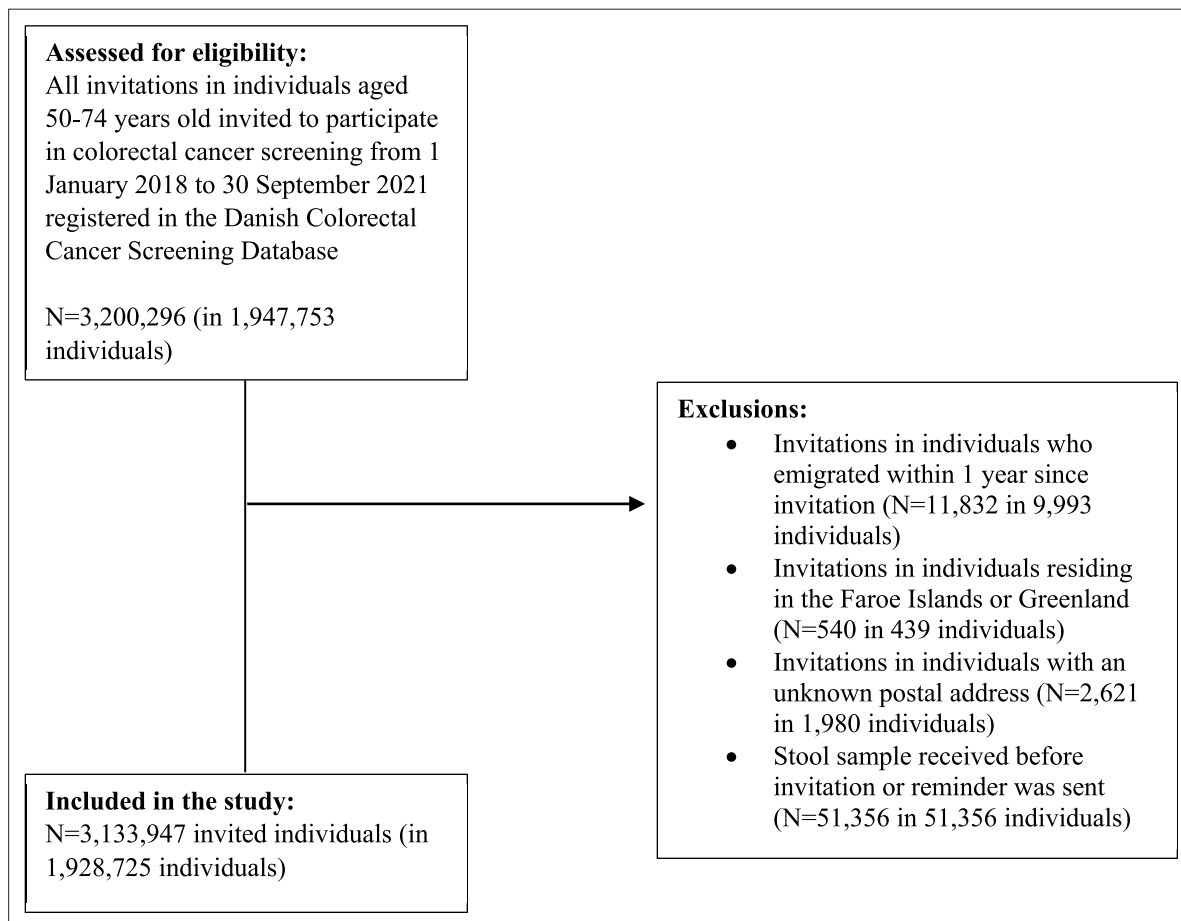 Assessed for eligibility:
All invitations in individuals aged
50-74 years old invited to participate
in colorectal cancer screening from 1
January 2018 to 30 September 2021
registered in the Danish Colorectal
Cancer Screening Database
N=3,200,296 (in 1,947,753
individuals)
Exclusions:
• Invitations in individuals who
emigrated within 1 year since
invitation (N=11,832 in 9,993
individuals)
• Invitations in individuals residing
in the Faroe Islands or Greenland
(N=540 in 439 individuals)
• Invitations in individuals with an
unknown postal address (N=2,621
in 1,980 individuals)
• Stool sample received before
invitation or reminder was sent
(N=51,356 in 51,356 individuals)
Included in the study:
N=3,133,947 invited individuals (in
1,928,725 individuals)